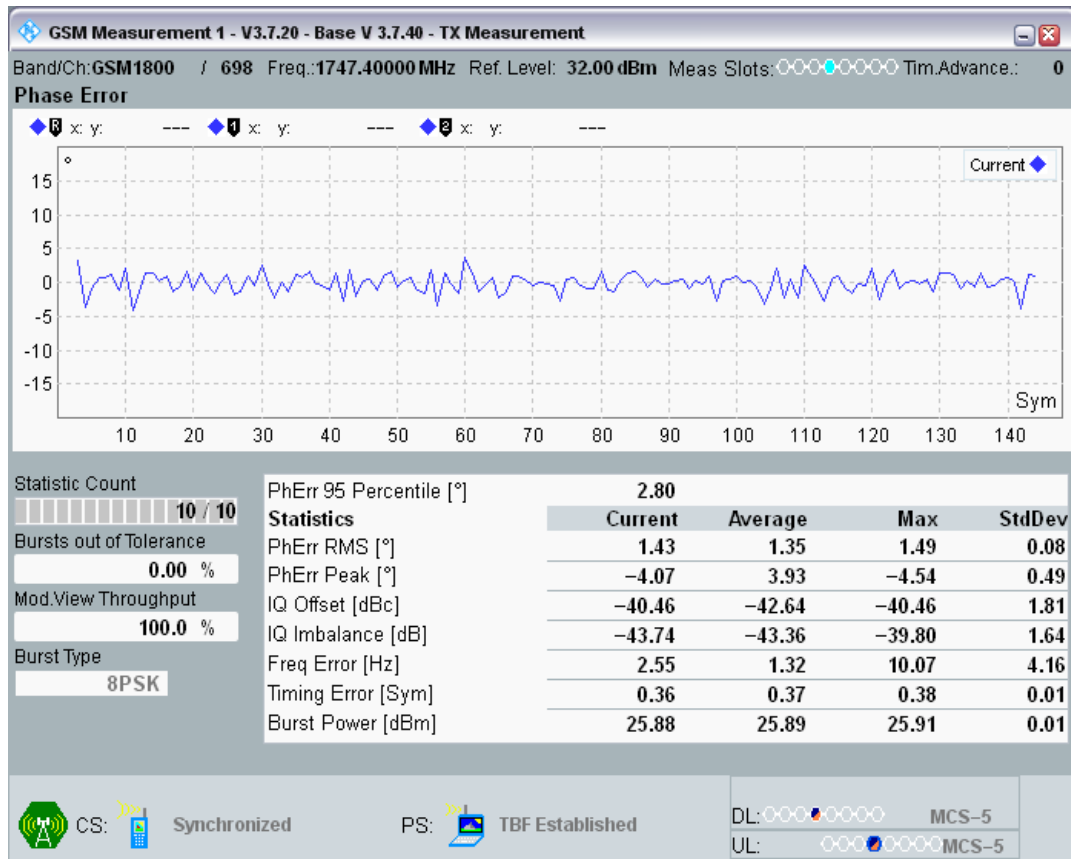 GSM Measurement 1 - V3.7.20 - Base V 3.7.40 - TX Measurement
Band/Ch:GSM1800 / 698 Freq.:1747.40000 MHz Ref. Level: 32.00 dBm Meas Slots: Tim.Advance.: 0
Phase Error
R x: y: --- 1 x: y: --- 2 x: y: ---
°
Current
15
10
5
0
-5
-10
-15
Sym
10 20 30 40 50 60 70 80 90 100 110 120 130 140
Statistic Count
10 / 10
Bursts out of Tolerance
0.00 %
Mod.View Throughput
100.0 %
Burst Type
8PSK
PhErr 95 Percentile [°] 2.80
Statistics Current Average Max StdDev
PhErr RMS [°] 1.43 1.35 1.49 0.08
PhErr Peak [°] −4.07 3.93 −4.54 0.49
IQ Offset [dBc] −40.46 −42.64 −40.46 1.81
IQ Imbalance [dB] −43.74 −43.36 −39.80 1.64
Freq Error [Hz] 2.55 1.32 10.07 4.16
Timing Error [Sym] 0.36 0.37 0.38 0.01
Burst Power [dBm] 25.88 25.89 25.91 0.01
CS: Synchronized PS: TBF Established
DL: MCS−5
UL: MCS−5